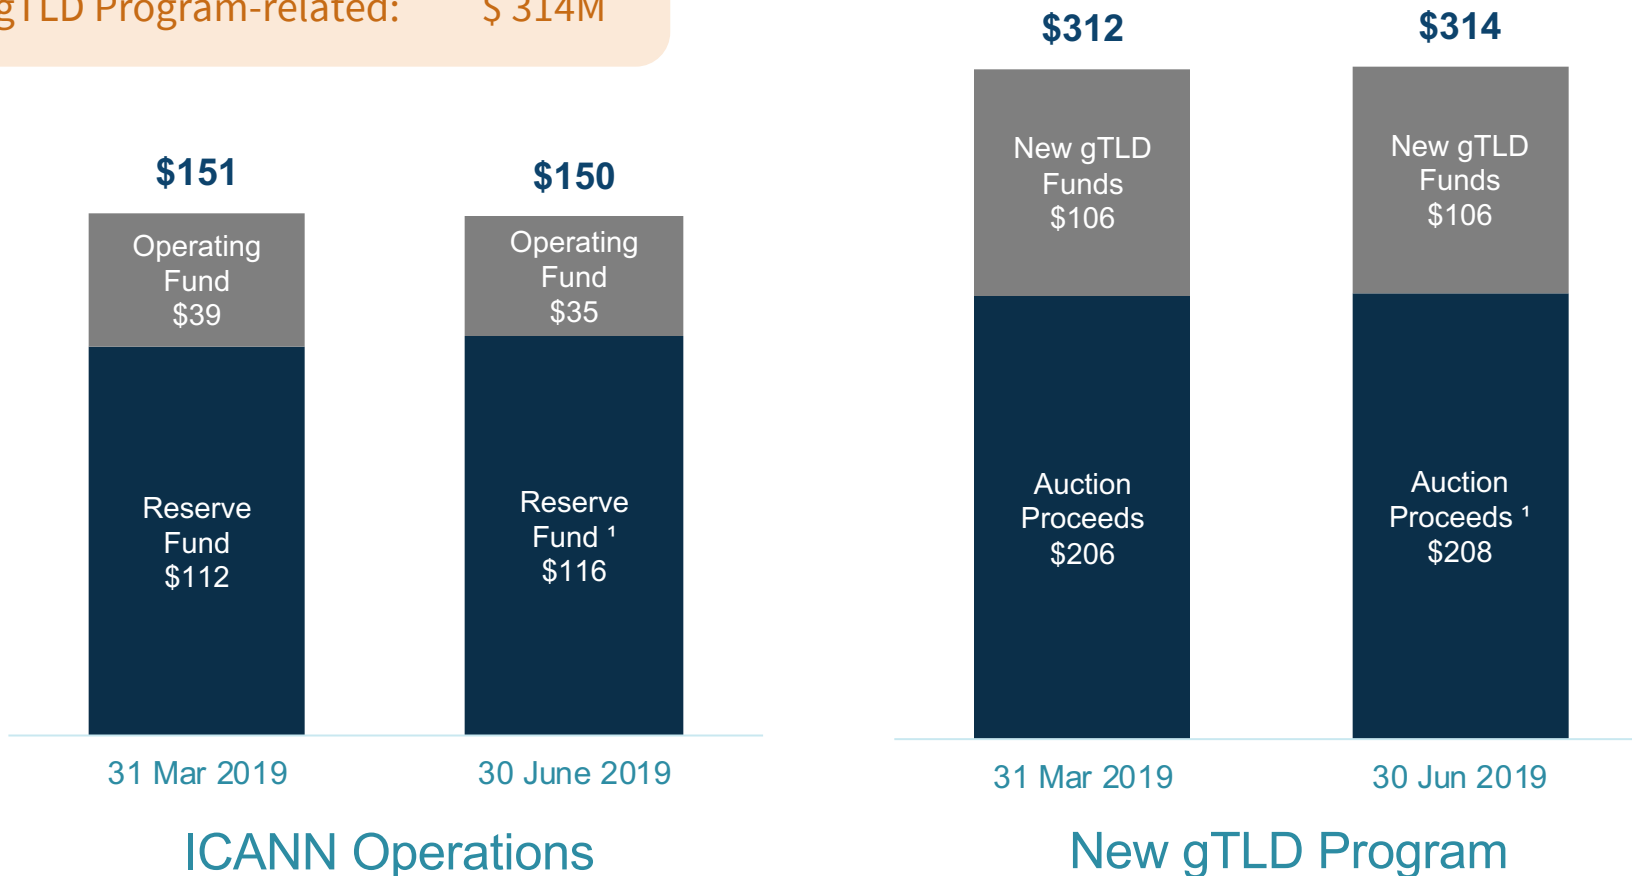 gTLD Program-related: $ 314M
$151
Operating
Fund
$39
Reserve
Fund
$112
31 Mar 2019
$150
Operating
Fund
$35
Reserve
Fund ¹
$116
30 June 2019
ICANN Operations
$312
New gTLD
Funds
$106
Auction
Proceeds
$206
31 Mar 2019
$314
New gTLD
Funds
$106
Auction
Proceeds ¹
$208
30 Jun 2019
New gTLD Program